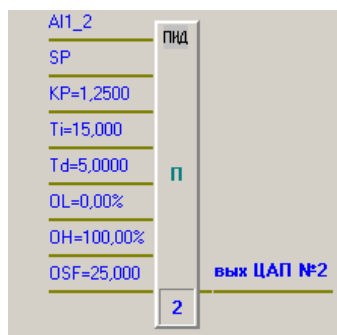 AI1_2
ПИД
SP
KP=1,2500
Ti=15,000
Td=5,0000
П
OL=0,00%
OH=100,00%
OSF=25,000
вых ЦАП №2
2